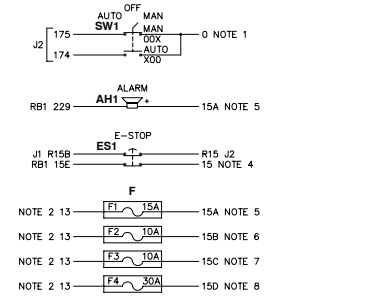 OFF
AUTO MAN
SW1 MAN
175 0 NOTE 1
00X
J2 AUTO
174 X00
ALARM
AH1 +
RB1 229 15A NOTE 5
E-STOP
ES1
J1 R15B R15 J2
RB1 15E 15 NOTE 4
F
F1 15A
NOTE 2 13 15A NOTE 5
F2 10A
NOTE 2 13 15B NOTE 6
F3 10A
NOTE 2 13 15C NOTE 7
F4 30A
NOTE 2 13 15D NOTE 8